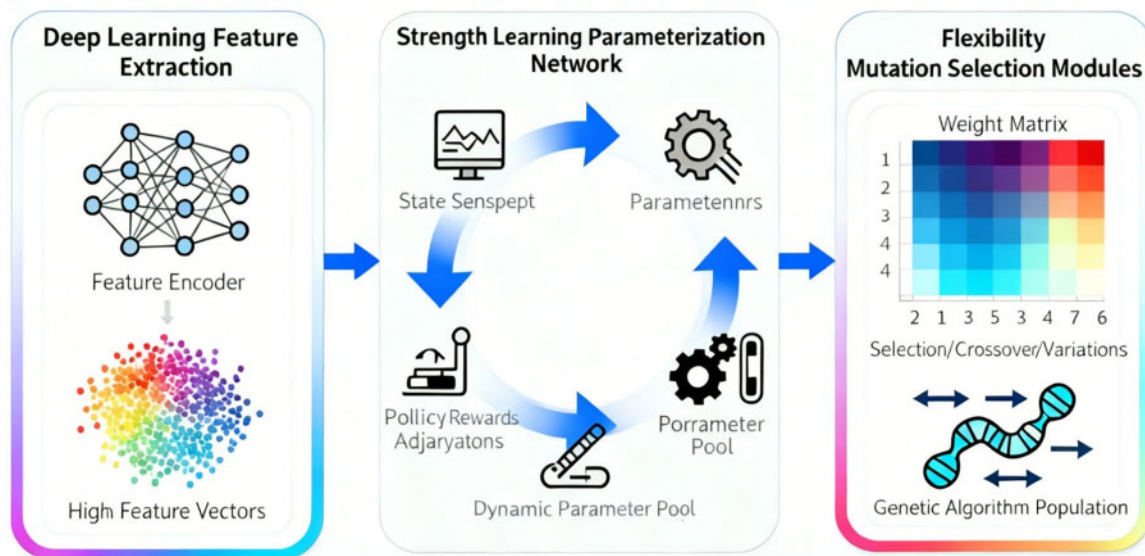 Deep Learning Feature
Extraction
Feature Encoder
High Feature Vectors
Strength Learning Parameterization
Network
State Senspept
Parametennrs
Pollicy Rewards
Adjaryatons
Porrameter
Pool
Dynamic Parameter Pool
Flexibility
Mutation Selection Modules
Weight Matrix
1
2
3
4
4
2 1 3 5 3 4 7 6
Selection/Crossover/Variations
Genetic Algorithm Population